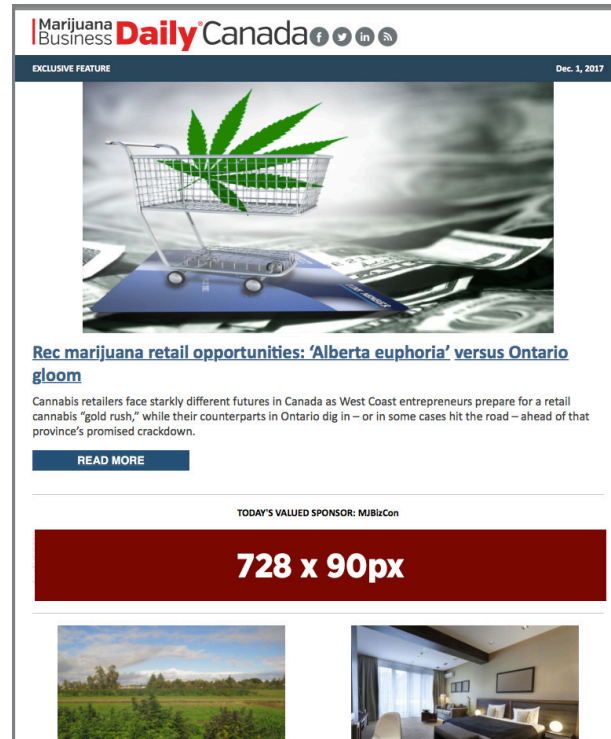 Marijuana
Business Daily Canada
EXCLUSIVE FEATURE
Dec. 1, 2017
Rec marijuana retail opportunities: ‘Alberta euphoria’ versus Ontario
gloom
Cannabis retailers face starkly different futures in Canada as West Coast entrepreneurs prepare for a retail
cannabis “gold rush,” while their counterparts in Ontario dig in – or in some cases hit the road – ahead of that
province’s promised crackdown.
READ MORE
TODAY'S VALUED SPONSOR: MJBizCon
728 x 90px